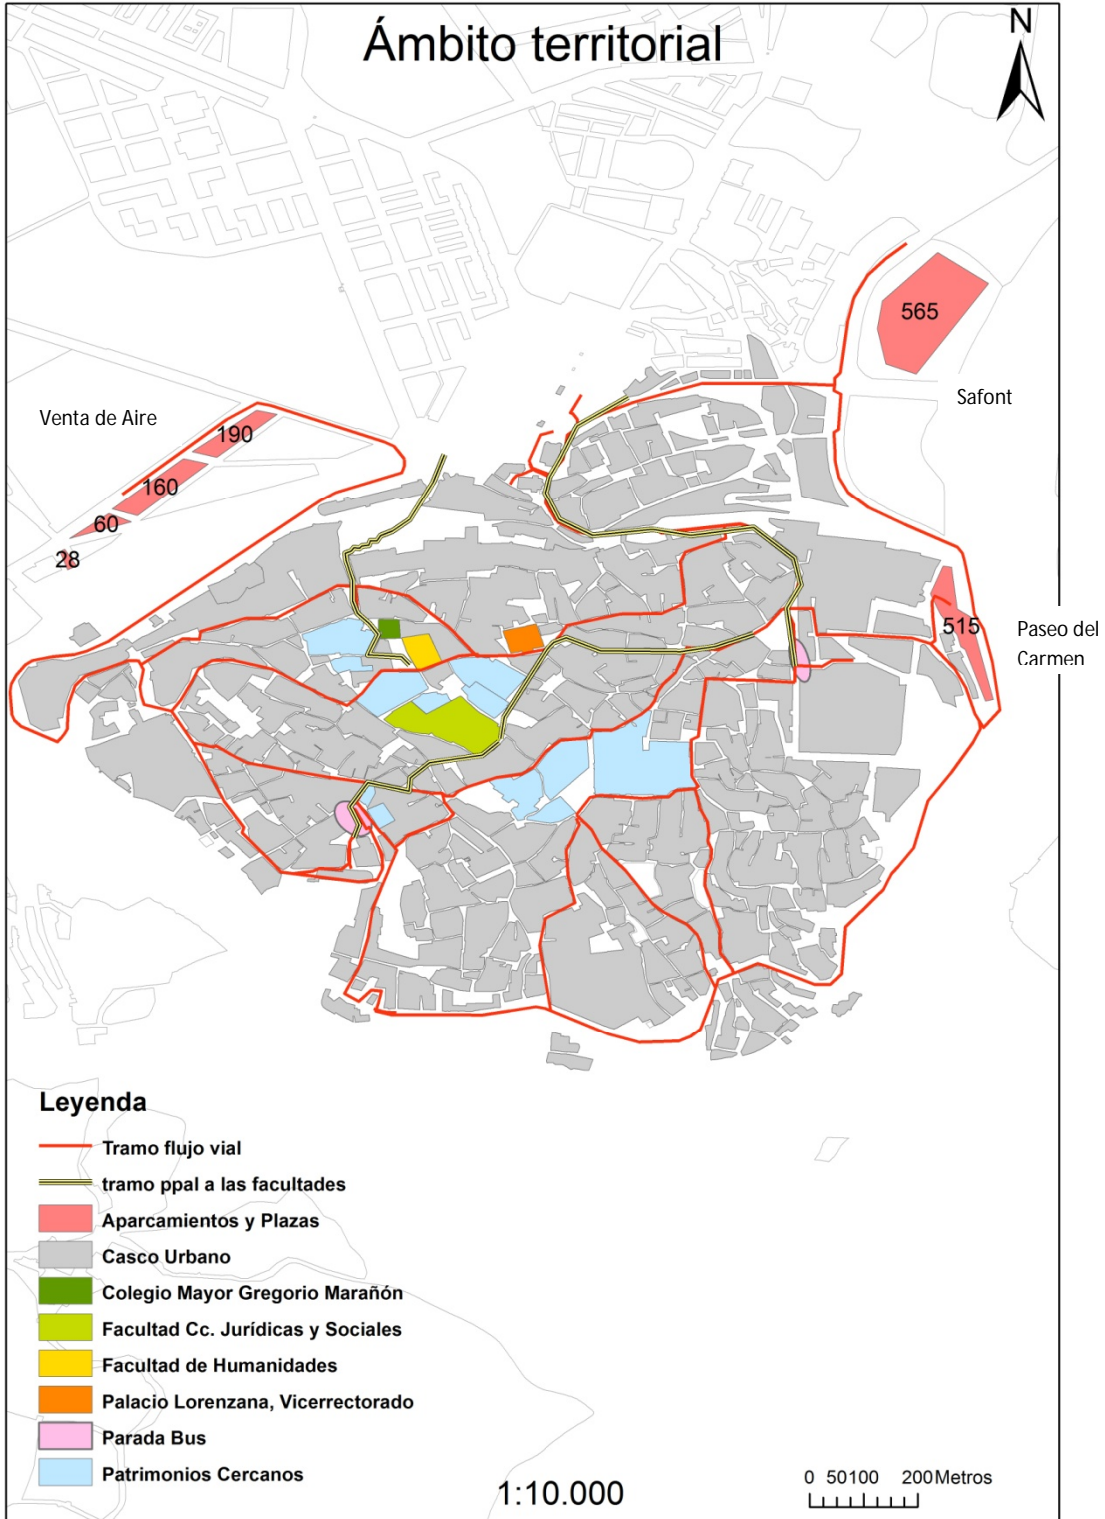 Ámbito territorial
N
565
Safont
Venta de Aire
190
160
60
28
515
Paseo del
Carmen
Leyenda
Tramo flujo vial
tramo ppal a las facultades
Aparcamientos y Plazas
Casco Urbano
Colegio Mayor Gregorio Marañón
Facultad Cc. Jurídicas y Sociales
Facultad de Humanidades
Palacio Lorenzana, Vicerrectorado
Parada Bus
Patrimonios Cercanos
1:10.000
0 50100 200Metros